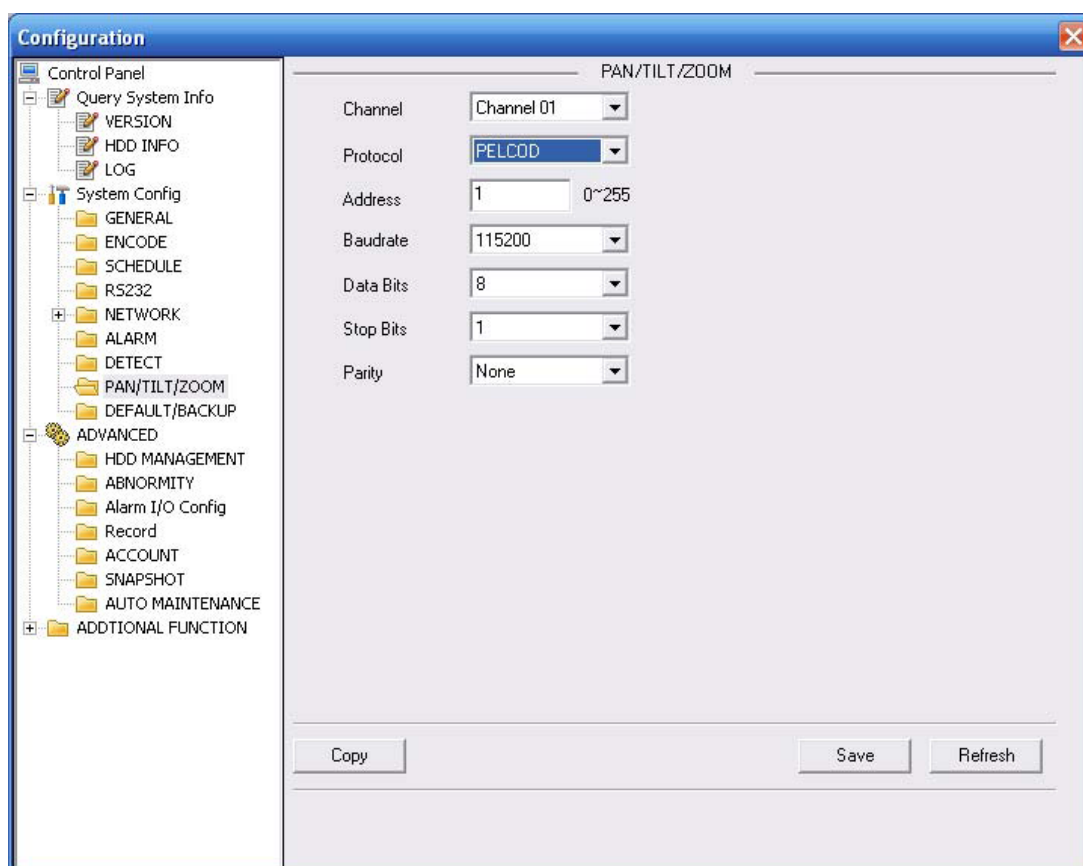 Configuration
Control Panel
Query System Info
VERSION
HDD INFO
LOG
System Config
GENERAL
ENCODE
SCHEDULE
RS232
NETWORK
ALARM
DETECT
PAN/TILT/ZOOM
DEFAULT/BACKUP
ADVANCED
HDD MANAGEMENT
ABNORMITY
Alarm I/O Config
Record
ACCOUNT
SNAPSHOT
AUTO MAINTENANCE
ADDTIONAL FUNCTION
PAN/TILT/ZOOM
Channel Channel 01
Protocol PELCOD
Address 1 0~255
Baudrate 115200
Data Bits 8
Stop Bits 1
Parity None
Copy Save Refresh